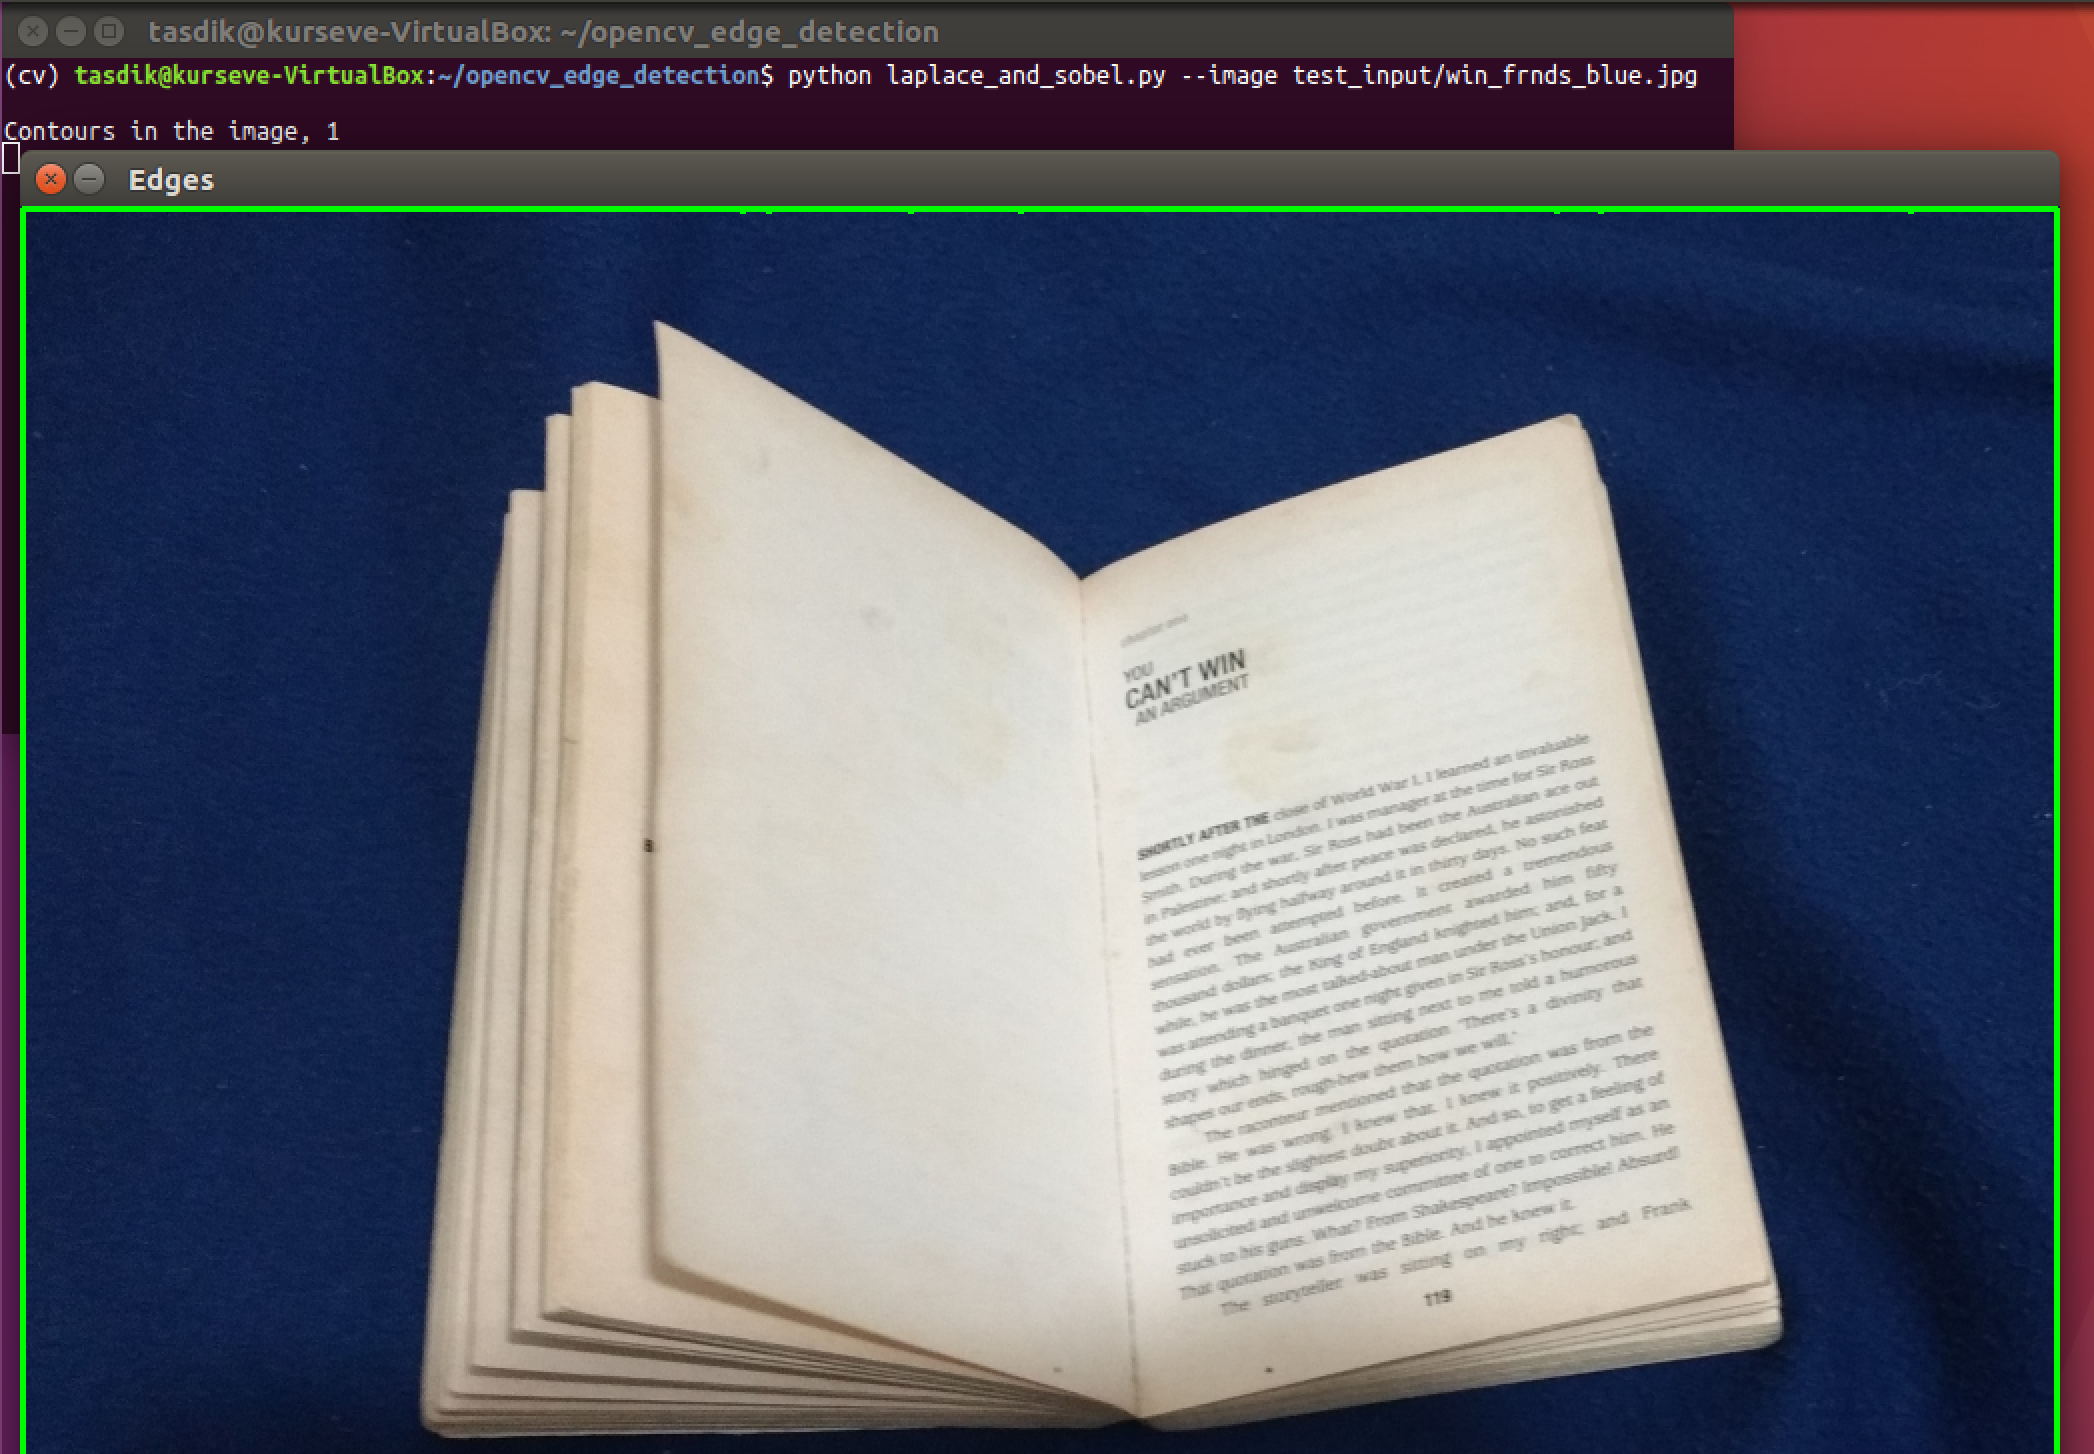 tasdik@kurseve-VirtualBox: ~/opencv_edge_detection
(cv) tasdik@kurseve-VirtualBox:~/opencv_edge_detection$ python laplace_and_sobel.py --image test_input/win_frnds_blue.jpg
Contours in the image, 1
Edges
chapter one
YOU
CAN'T WIN
AN ARGUMENT
SHORTLY AFTER THE close of World War I, I learned an invaluable
lesson one night in London. I was manager at the time for Sir Ross
Smith. During the war, Sir Ross had been the Australian ace out
in Palestine; and shortly after peace was declared, he astonished
the world by flying halfway around it in thirty days. No such feat
had ever been attempted before. It created a tremendous
sensation. The Australian government awarded him fifty
thousand dollars; the King of England knighted him; and, for a
while, he was the most talked-about man under the Union Jack. I
was attending a banquet one night given in Sir Ross's honour; and
during the dinner, the man sitting next to me told a humorous
story which hinged on the quotation 'There's a divinity that
shapes our ends, rough-hew them how we will.'
The raconteur mentioned that the quotation was from the
Bible. He was wrong. I knew that. I knew it positively. There
couldn't be the slightest doubt about it. And so, to get a feeling of
importance and display my superiority, I appointed myself as an
unsolicited and unwelcome committee of one to correct him. He
stuck to his guns. What? From Shakespeare? Impossible! Absurd!
That quotation was from the Bible. And he knew it.
The storyteller was sitting on my right; and Frank
119